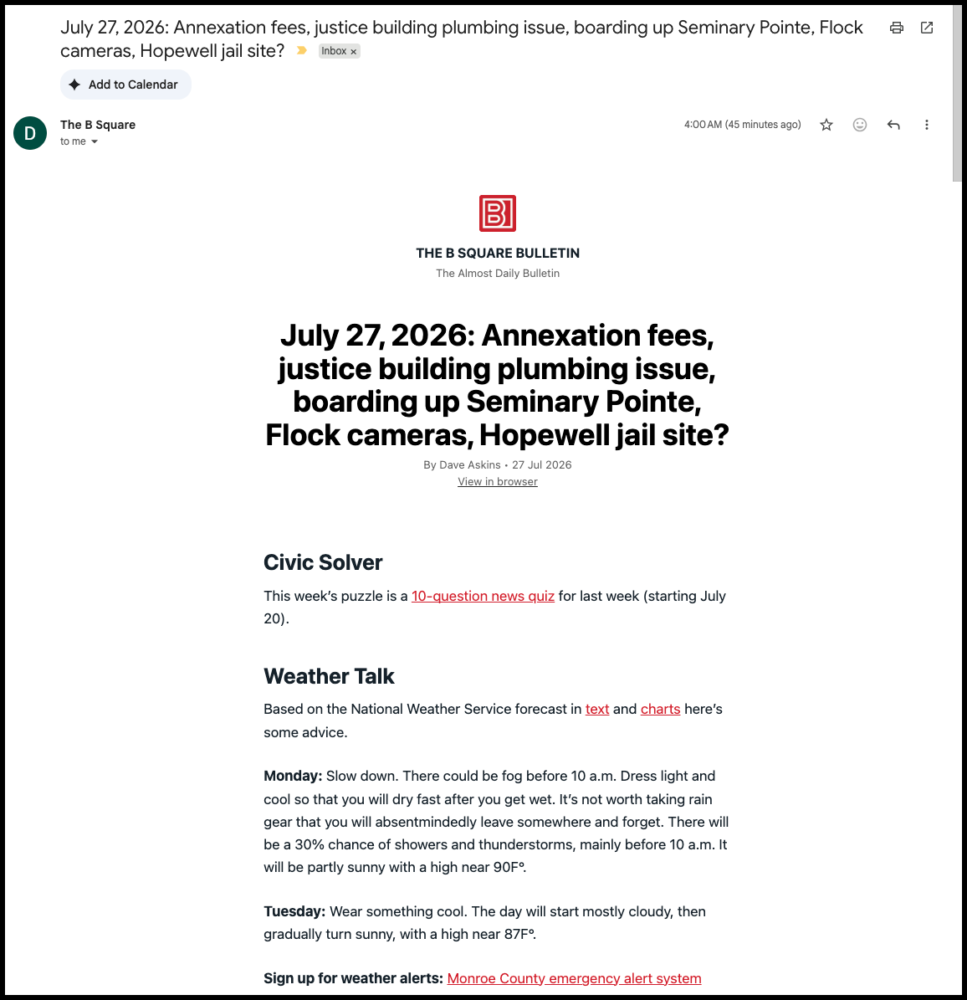 July 27, 2026: Annexation fees, justice building plumbing issue, boarding up Seminary Pointe, Flock
cameras, Hopewell jail site?
Inbox ×
Add to Calendar
D
The B Square
4:00 AM (45 minutes ago)
to me
B
THE B SQUARE BULLETIN
The Almost Daily Bulletin
July 27, 2026: Annexation fees,
justice building plumbing issue,
boarding up Seminary Pointe,
Flock cameras, Hopewell jail site?
By Dave Askins • 27 Jul 2026
View in browser
Civic Solver
This week’s puzzle is a 10-question news quiz for last week (starting July
20).
Weather Talk
Based on the National Weather Service forecast in text and charts here’s
some advice.
Monday: Slow down. There could be fog before 10 a.m. Dress light and
cool so that you will dry fast after you get wet. It’s not worth taking rain
gear that you will absentmindedly leave somewhere and forget. There will
be a 30% chance of showers and thunderstorms, mainly before 10 a.m. It
will be partly sunny with a high near 90Fº.
Tuesday: Wear something cool. The day will start mostly cloudy, then
gradually turn sunny, with a high near 87Fº.
Sign up for weather alerts: Monroe County emergency alert system